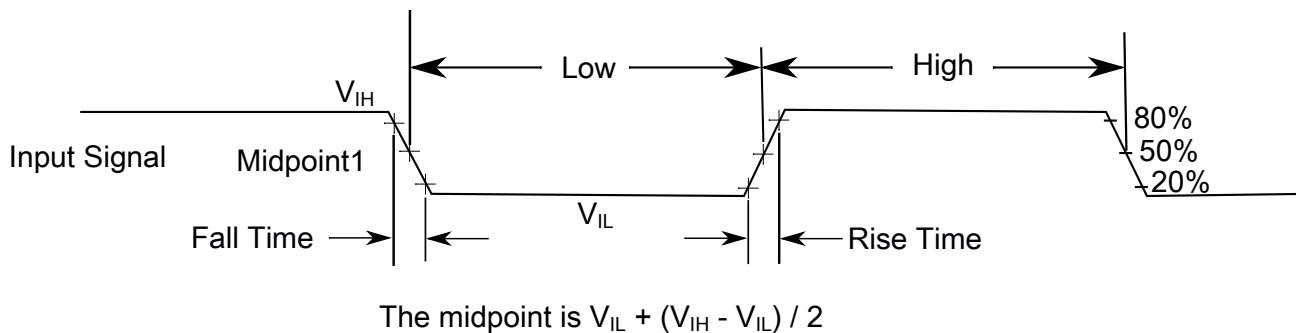 Low
High
V_IH
80%
Input Signal
Midpoint1
50%
20%
V_IL
Fall Time
Rise Time
The midpoint is V_IL + (V_IH - V_IL) / 2